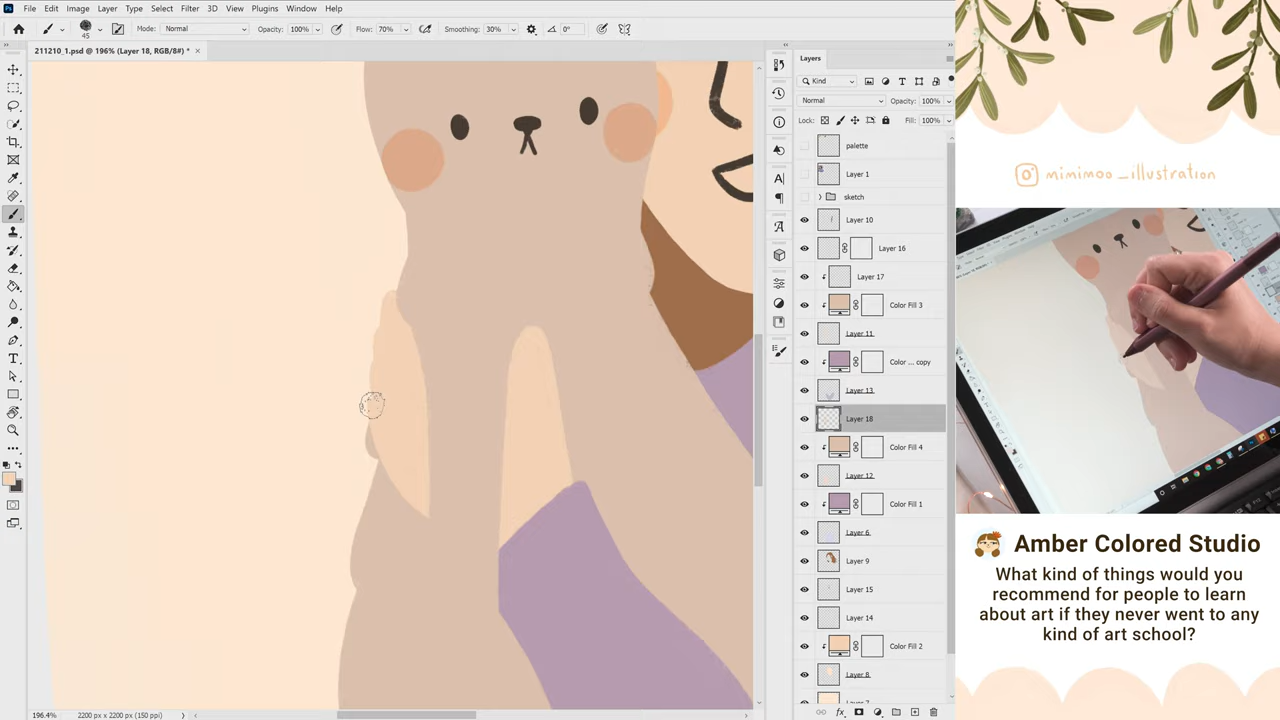 File Edit Image Layer Type Select Filter 3D View Plugins Window Help
45 Mode: Normal Opacity: 100% Flow: 70% Smoothing: 30% 0°
211210_1.psd @ 196% (Layer 18, RGB/8#) *
Layers
Kind
Normal Opacity: 100%
Lock: Fill: 100%
palette
Layer 1
sketch
Layer 10
Layer 16
Layer 17
Color Fill 3
Layer 11
Color ... copy
Layer 13
Layer 18
Color Fill 4
Layer 12
Color Fill 1
Layer 6
Layer 9
Layer 15
Layer 14
Color Fill 2
Layer 8
Layer 7
196.4% 2200 px x 2200 px (150 ppi)
mimimoo_illustration
Amber Colored Studio
What kind of things would you
recommend for people to learn
about art if they never went to any
kind of art school?